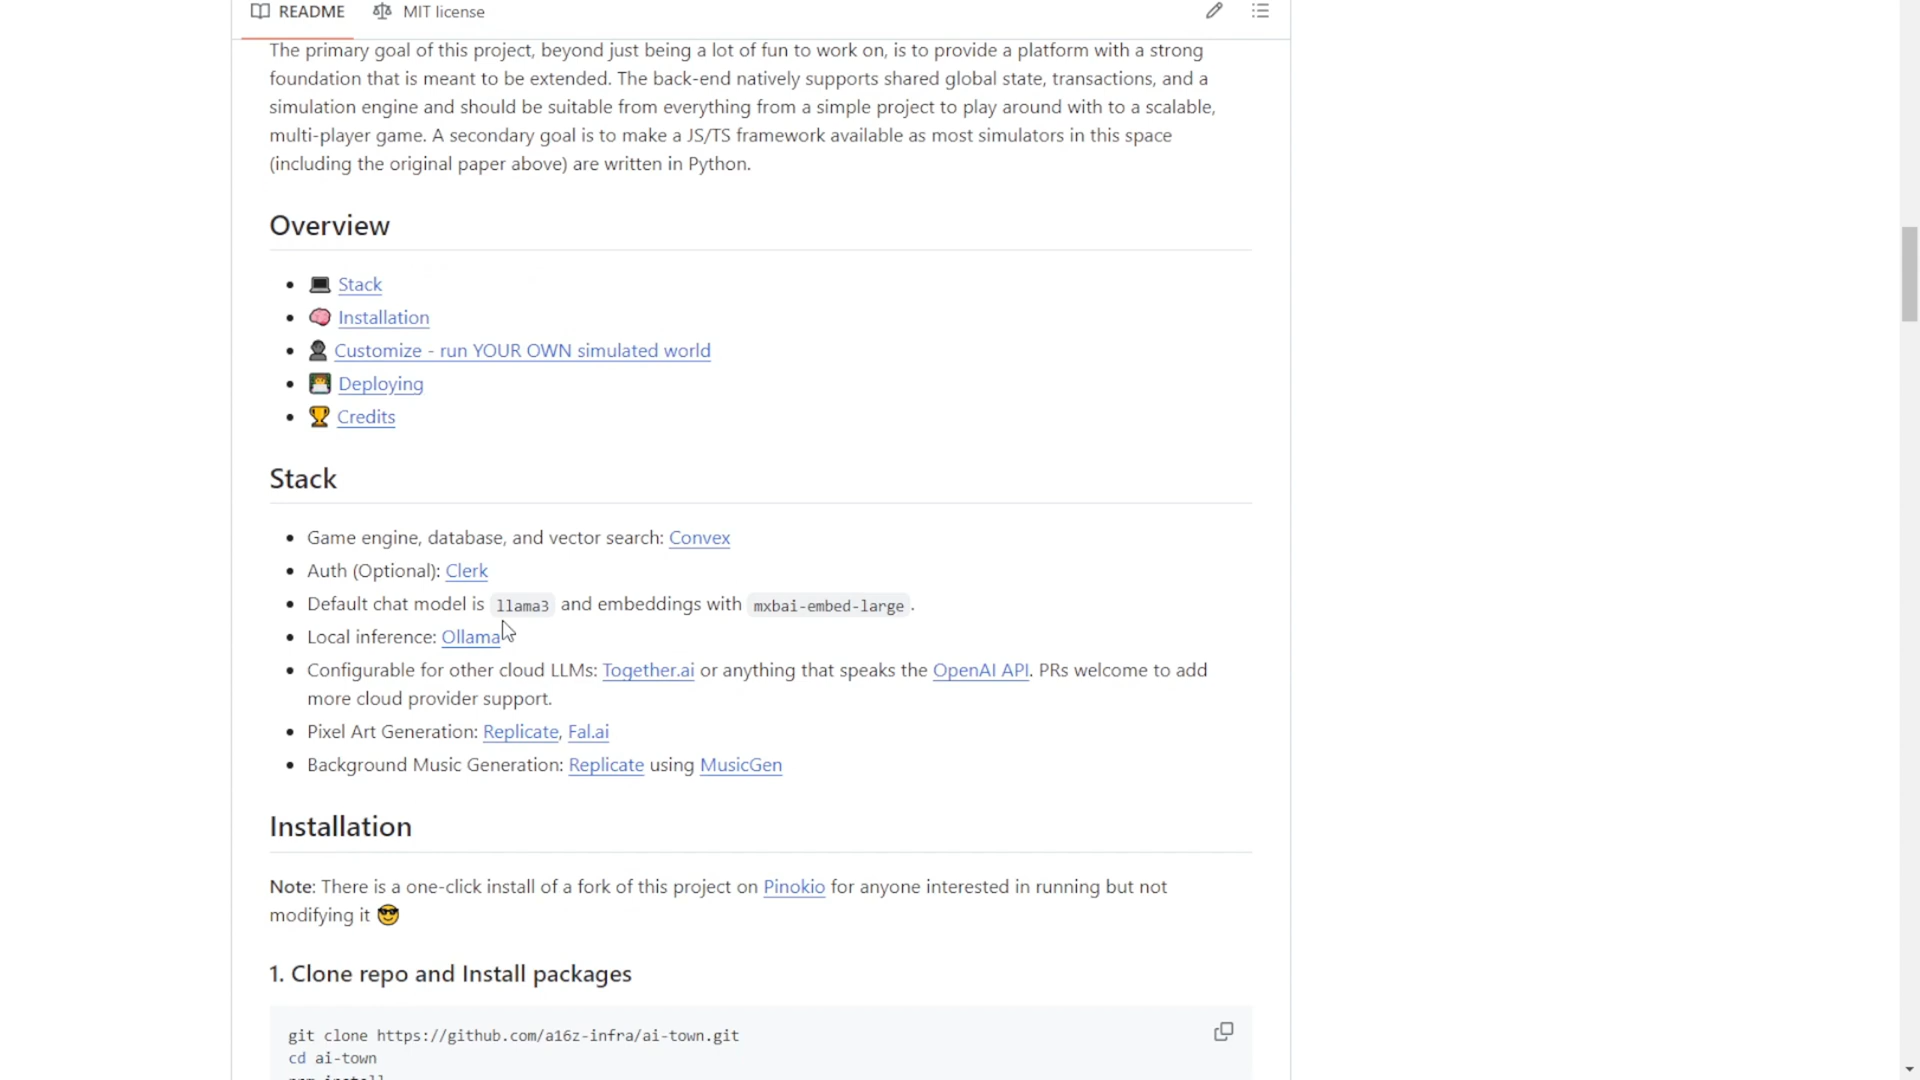 README
MIT license
The primary goal of this project, beyond just being a lot of fun to work on, is to provide a platform with a strong
foundation that is meant to be extended. The back-end natively supports shared global state, transactions, and a
simulation engine and should be suitable from everything from a simple project to play around with to a scalable,
multi-player game. A secondary goal is to make a JS/TS framework available as most simulators in this space
(including the original paper above) are written in Python.
Overview
Stack
Installation
Customize - run YOUR OWN simulated world
Deploying
Credits
Stack
Game engine, database, and vector search: Convex
Auth (Optional): Clerk
Default chat model is llama3 and embeddings with mxbai-embed-large .
Local inference: Ollama
Configurable for other cloud LLMs: Together.ai or anything that speaks the OpenAI API. PRs welcome to add
more cloud provider support.
Pixel Art Generation: Replicate, Fal.ai
Background Music Generation: Replicate using MusicGen
Installation
Note: There is a one-click install of a fork of this project on Pinokio for anyone interested in running but not
modifying it 😎
1. Clone repo and Install packages
git clone https://github.com/a16z-infra/ai-town.git
cd ai-town